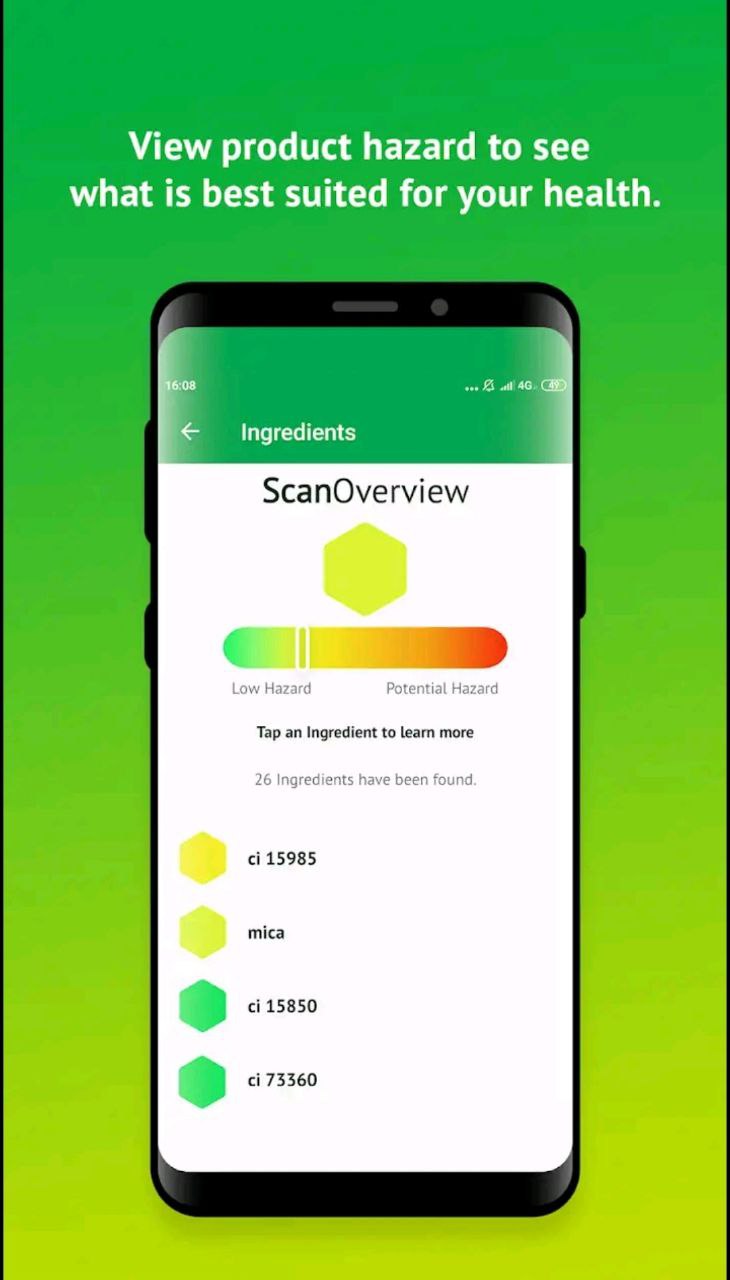 View product hazard to see
what is best suited for your health.
16:08
... 4G 49
Ingredients
ScanOverview
Low Hazard Potential Hazard
Tap an Ingredient to learn more
26 Ingredients have been found.
ci 15985
mica
ci 15850
ci 73360